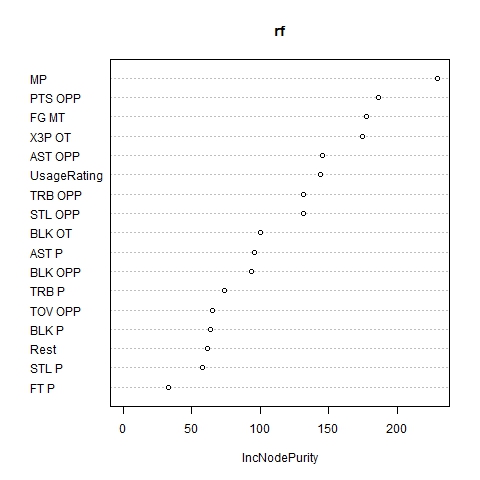 rf
MP
PTS OPP
FG MT
X3P OT
AST OPP
UsageRating
TRB OPP
STL OPP
BLK OT
AST P
BLK OPP
TRB P
TOV OPP
BLK P
Rest
STL P
FT P
0 50 100 150 200
IncNodePurity